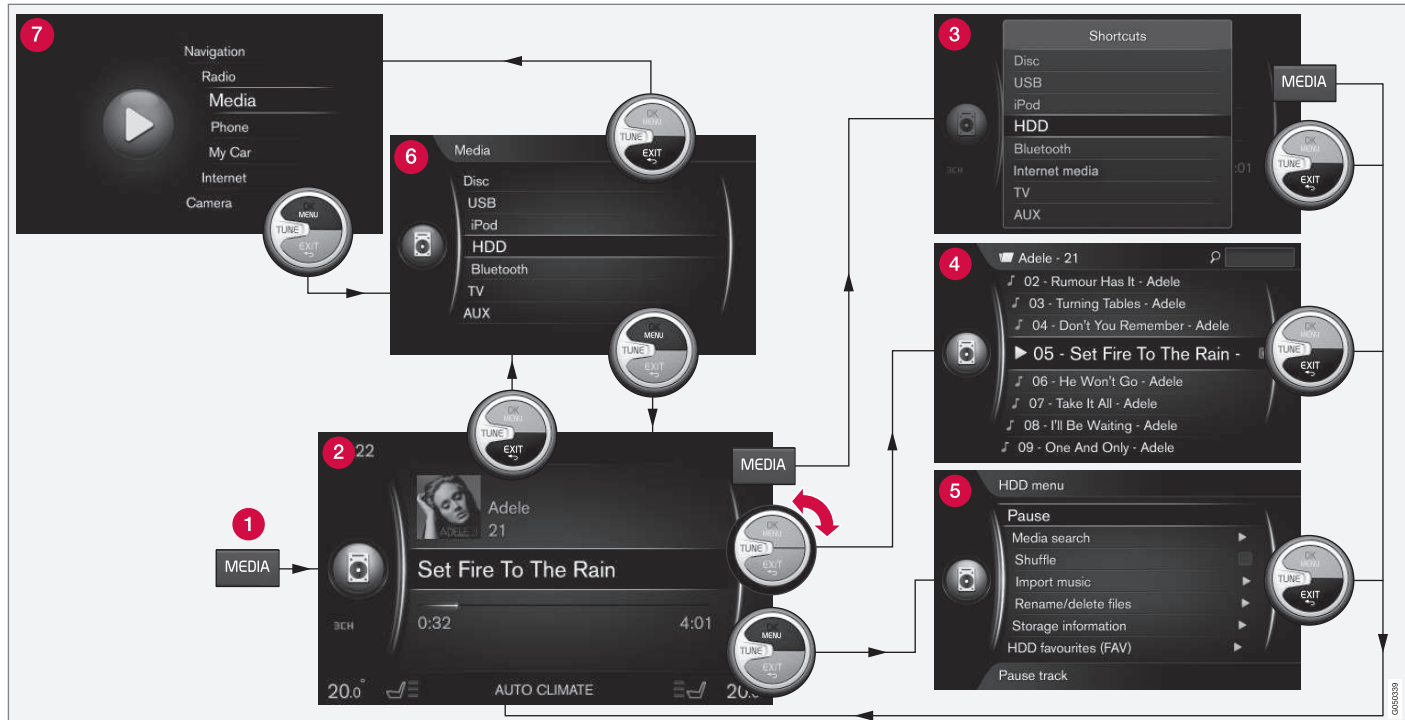 7
Navigation
Radio
Media
Phone
My Car
Internet
Camera
OK
MENU
TUNE
EXIT
OK
MENU
TUNE
EXIT
6
Media
Disc
USB
iPod
HDD
Bluetooth
TV
AUX
OK
MENU
TUNE
EXIT
OK
MENU
TUNE
EXIT
1
MEDIA
2
22
Adele
21
ADELE
Set Fire To The Rain
0:32
4:01
3CH
20.0°
AUTO CLIMATE
MEDIA
OK
MENU
TUNE
EXIT
OK
MENU
TUNE
EXIT
3
Shortcuts
Disc
USB
iPod
HDD
Bluetooth
Internet media
TV
AUX
3CH
:01
MEDIA
OK
MENU
TUNE
EXIT
4
Adele - 21
02 - Rumour Has It - Adele
03 - Turning Tables - Adele
04 - Don't You Remember - Adele
05 - Set Fire To The Rain -
06 - He Won't Go - Adele
07 - Take It All - Adele
08 - I'll Be Waiting - Adele
09 - One And Only - Adele
OK
MENU
TUNE
EXIT
5
HDD menu
Pause
Media search
Shuffle
Import music
Rename/delete files
Storage information
HDD favourites (FAV)
Pause track
OK
MENU
TUNE
EXIT
G050339